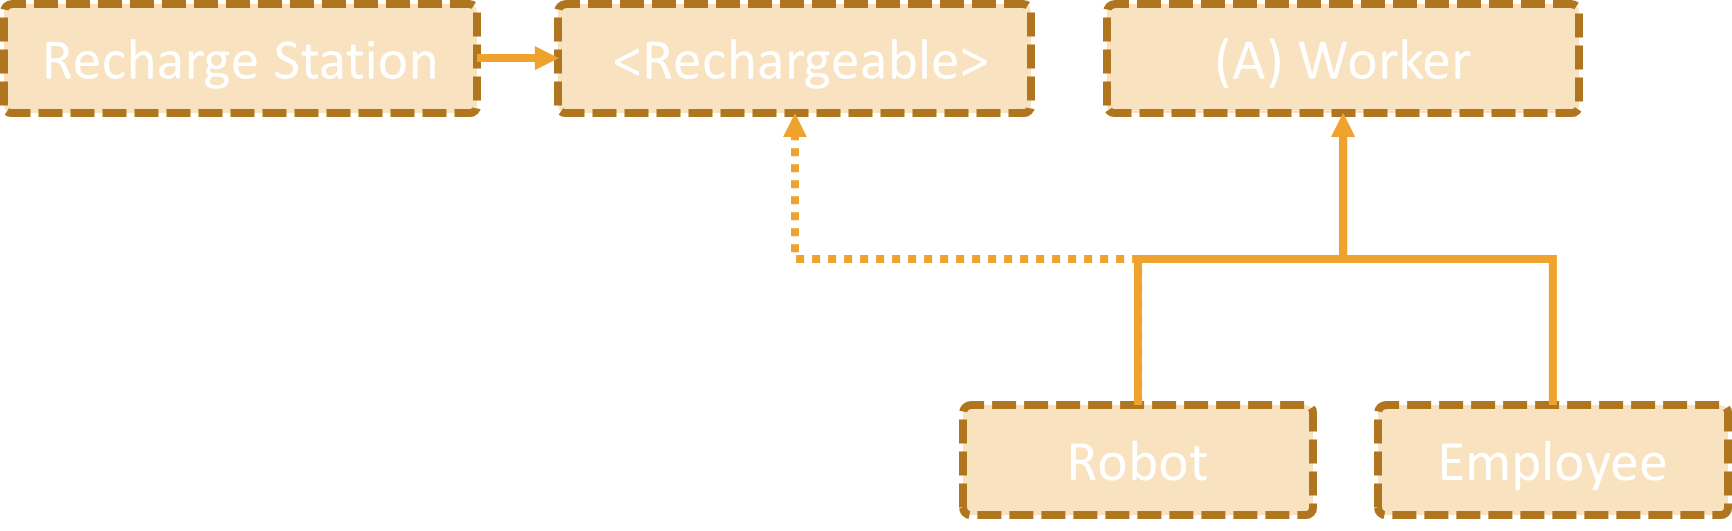 Recharge Station
<Rechargeable>
(A) Worker
Robot
Employee